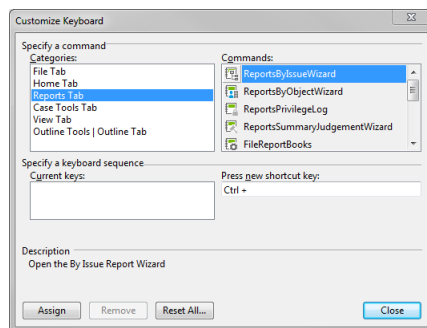 Customize Keyboard
Specify a command
Categories:
File Tab
Home Tab
Reports Tab
Case Tools Tab
View Tab
Outline Tools | Outline Tab
Commands:
ReportsByIssueWizard
ReportsByObjectWizard
ReportsPrivilegeLog
ReportsSummaryJudgementWizard
FileReportBooks
Specify a keyboard sequence
Current keys:
Press new shortcut key:
Ctrl +
Description
Open the By Issue Report Wizard
Assign
Remove
Reset All...
Close